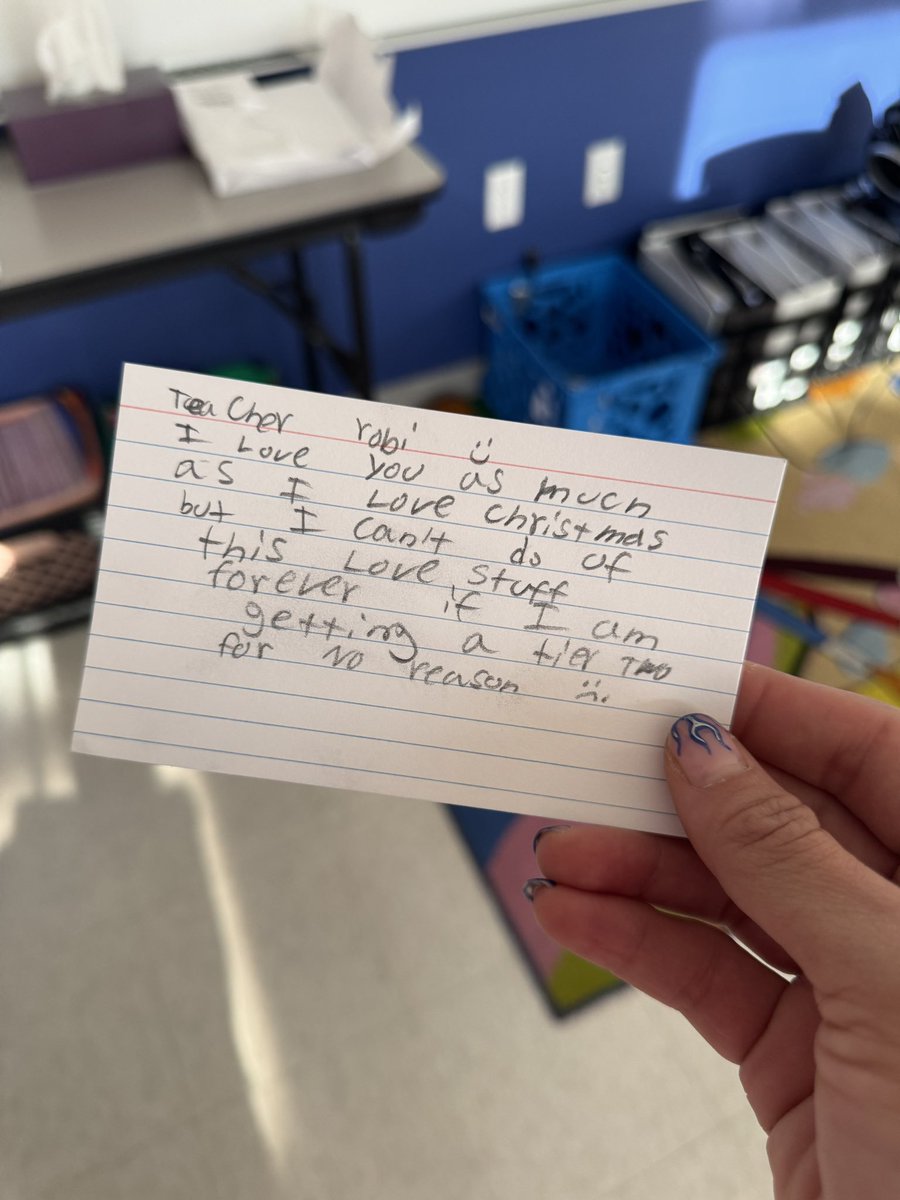 Teacher robi :)
I Love you as much
as I Love christmas
but I can't do of
this Love stuff
forever if I am
getting a tier Two
for No reason :(